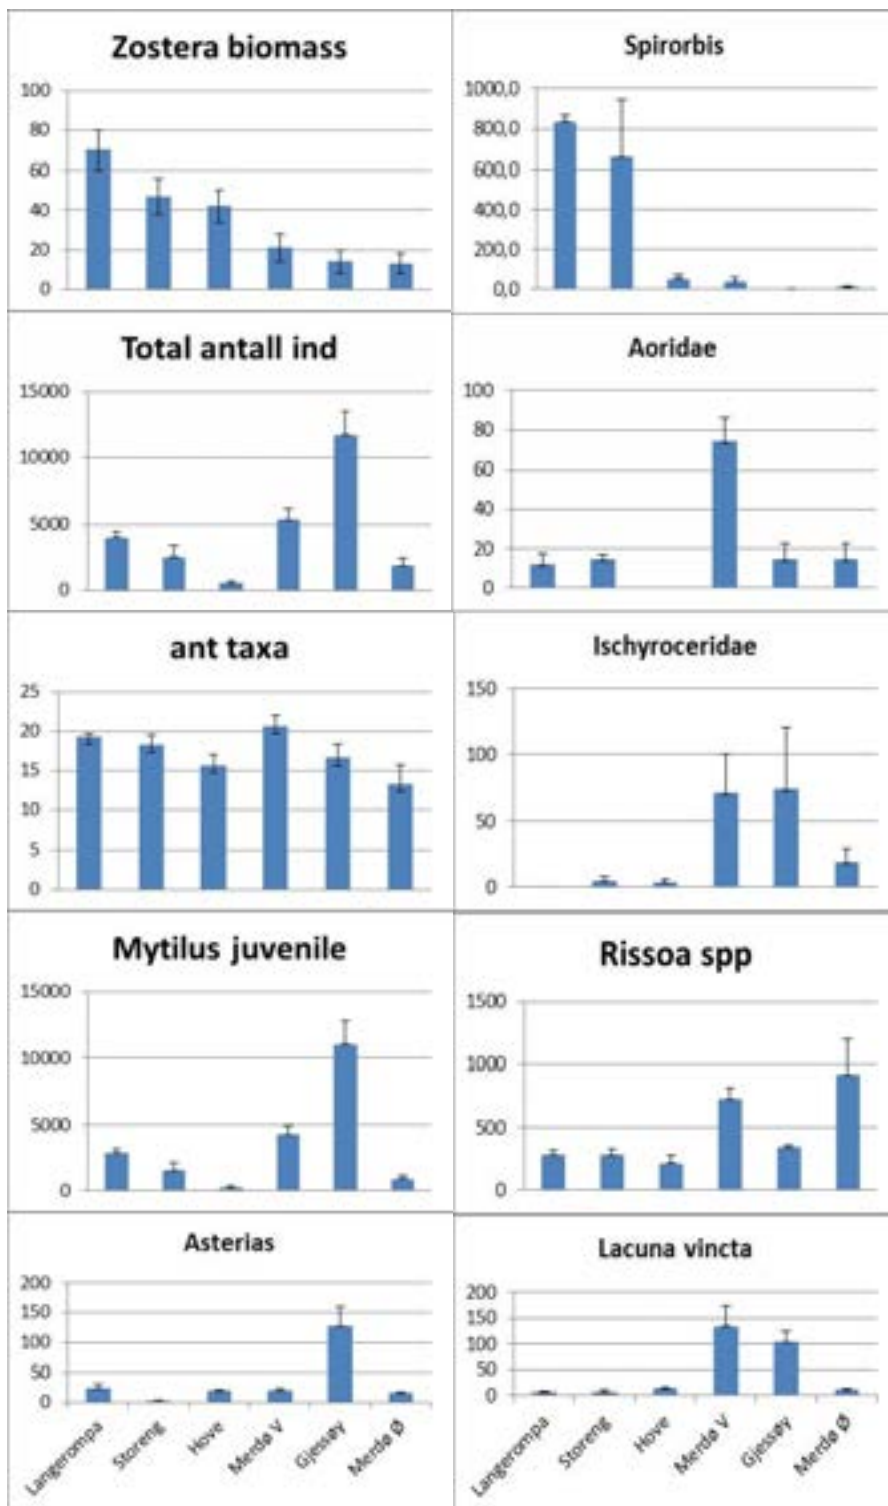 Zostera biomass
100
80
60
40
20
0
Spirorbis
1000,0
800,0
600,0
400,0
200,0
0,0
Total antall ind
15000
10000
5000
0
Aoridae
100
80
60
40
20
0
ant taxa
25
20
15
10
5
0
Ischyroceridae
150
100
50
0
Mytilus juvenile
15000
10000
5000
0
Rissoa spp
1500
1000
500
0
Asterias
200
150
100
50
0
Langerompa
Storeng
Hove
Merdø V
Gjessøy
Merdø Ø
Lacuna vincta
200
150
100
50
0
Langerompa
Storeng
Hove
Merdø V
Gjessøy
Merdø Ø